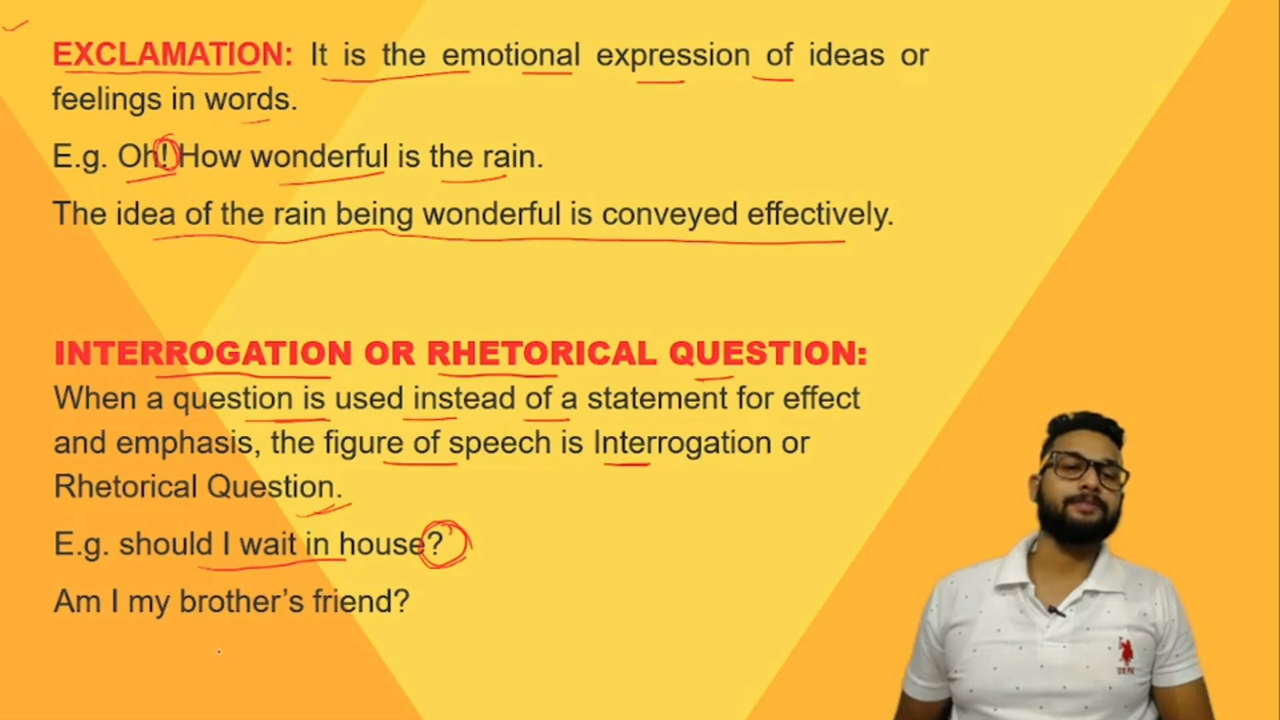 EXCLAMATION: It is the emotional expression of ideas or
feelings in words.
E.g. Oh! How wonderful is the rain.
The idea of the rain being wonderful is conveyed effectively.
INTERROGATION OR RHETORICAL QUESTION:
When a question is used instead of a statement for effect
and emphasis, the figure of speech is Interrogation or
Rhetorical Question.
E.g. should I wait in house?
Am I my brother’s friend?